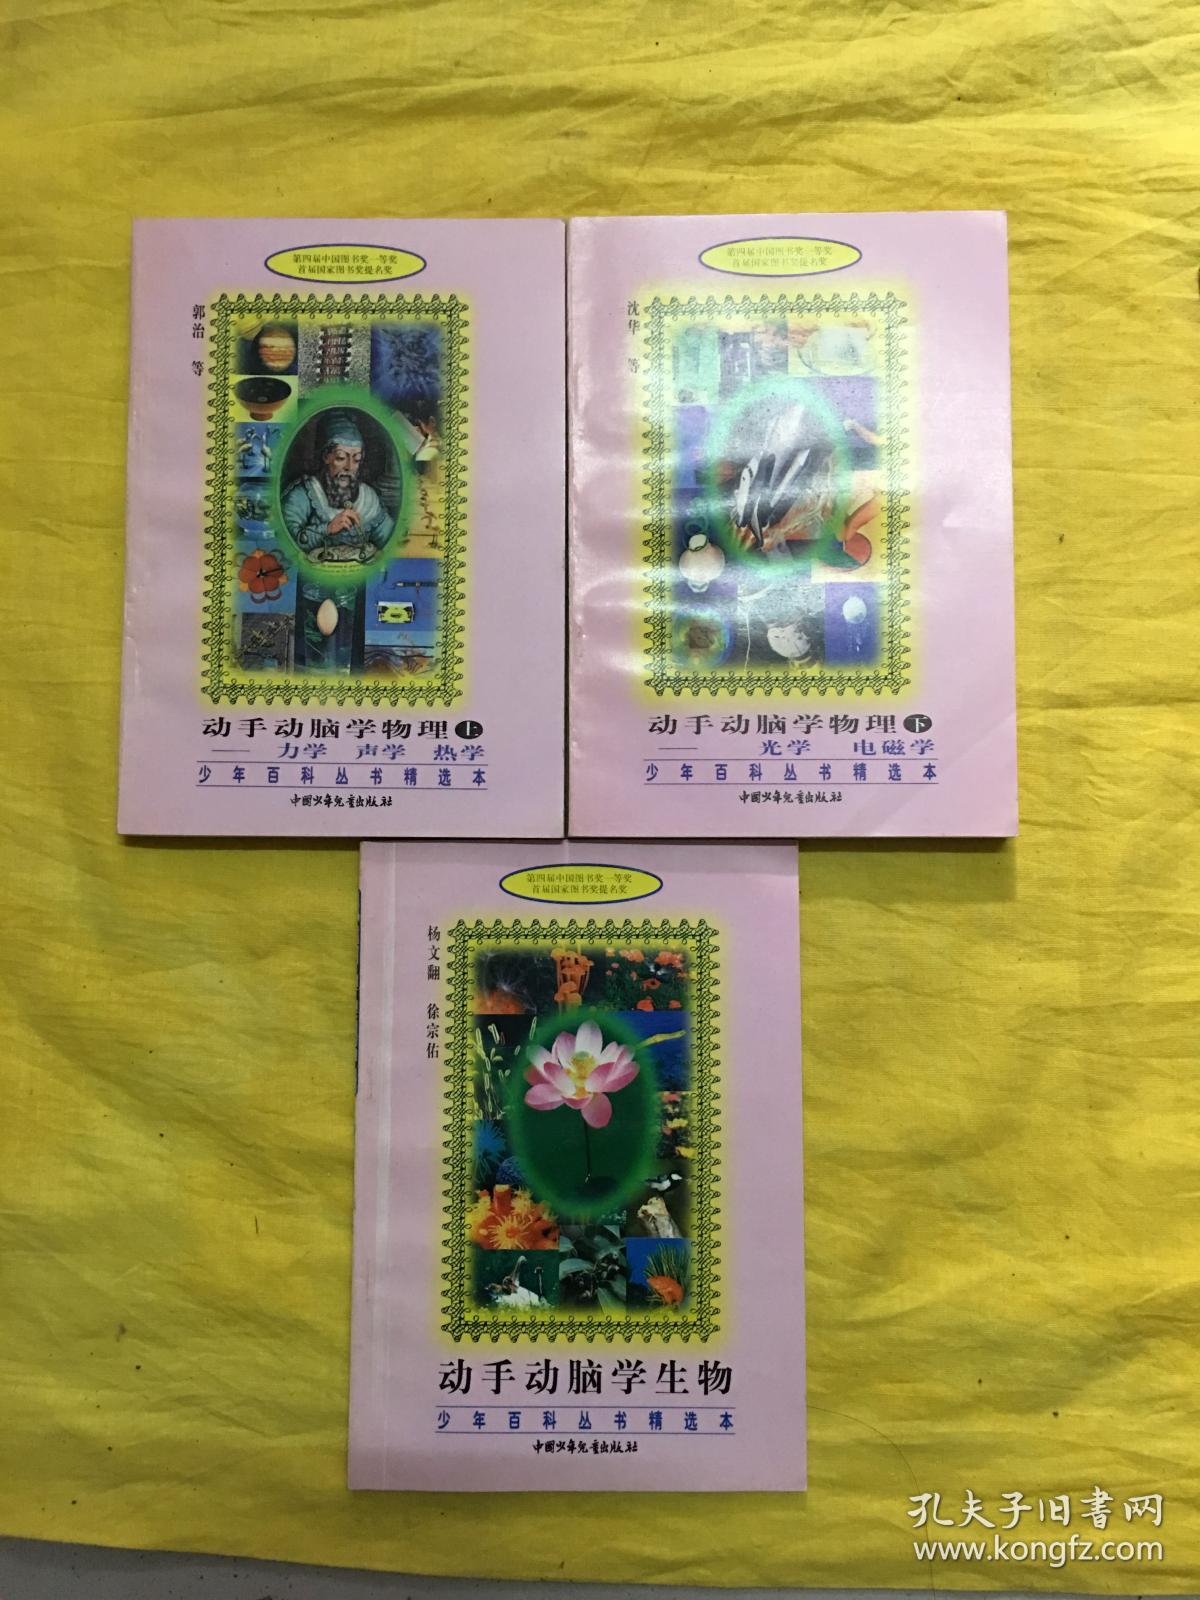 第四届中国图书奖一等奖
首届国家图书奖提名奖
郭治 等
动手动脑学物理上
——力学 声学 热学
少年百科丛书精选本
中国少年儿童出版社
第四届中国图书奖一等奖
首届国家图书奖提名奖
沈华 等
动手动脑学物理下
——光学 电磁学
少年百科丛书精选本
中国少年儿童出版社
第四届中国图书奖一等奖
首届国家图书奖提名奖
杨文翮 徐宗佑
动手动脑学生物
少年百科丛书精选本
中国少年儿童出版社
孔夫子旧书网
www.kongfz.com